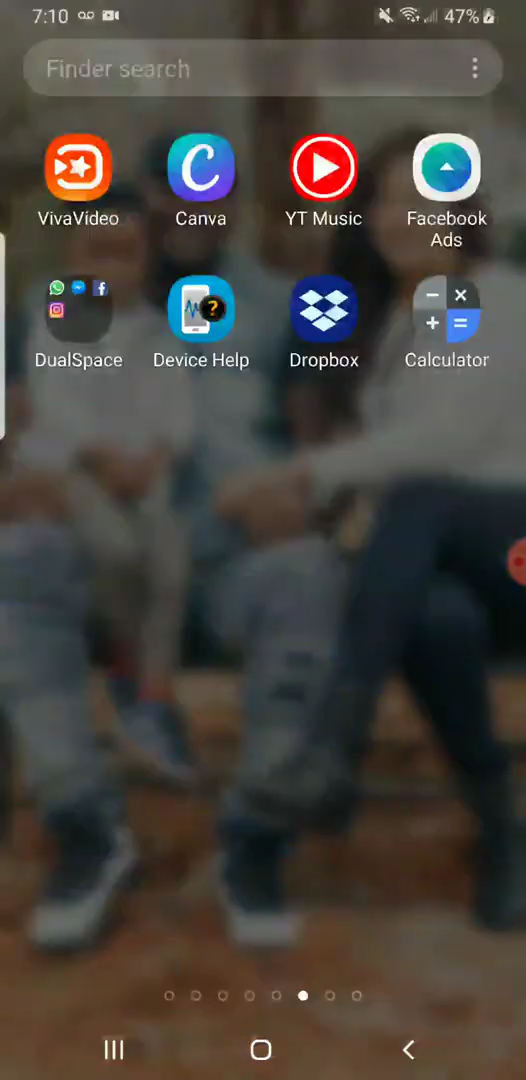 7:10 47%
Finder search
VivaVideo Canva YT Music Facebook Ads
DualSpace Device Help Dropbox Calculator